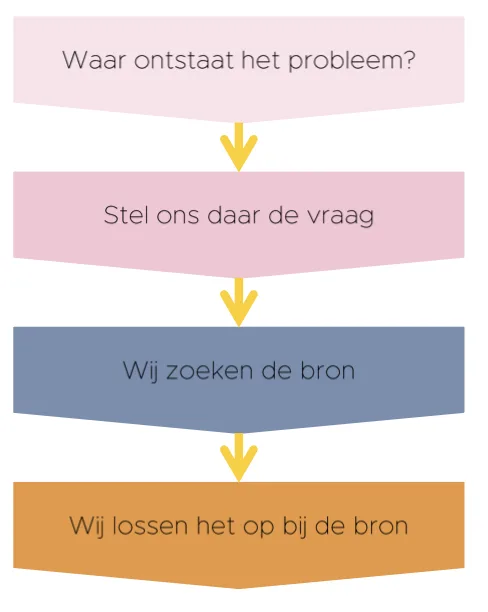 Waar ontstaat het probleem?
Stel ons daar de vraag
Wij zoeken de bron
Wij lossen het op bij de bron